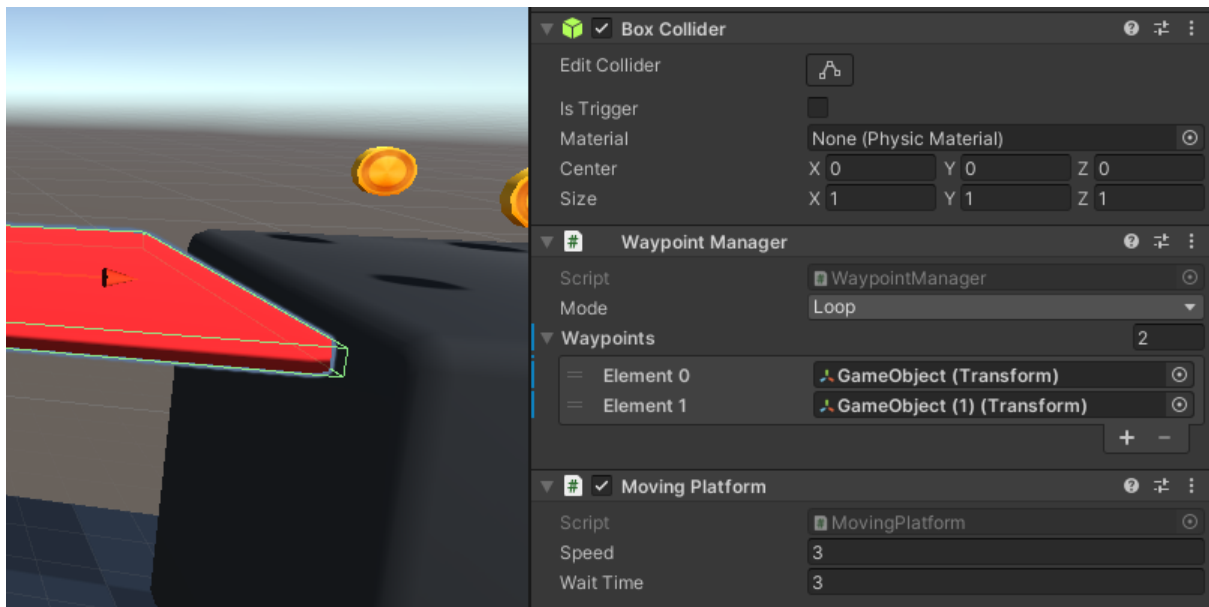 Box Collider
Edit Collider
Is Trigger
Material None (Physic Material)
Center X 0 Y 0 Z 0
Size X 1 Y 1 Z 1
# Waypoint Manager
Script # WaypointManager
Mode Loop
Waypoints 2
Element 0 GameObject (Transform)
Element 1 GameObject (1) (Transform)
+ −
# Moving Platform
Script # MovingPlatform
Speed 3
Wait Time 3